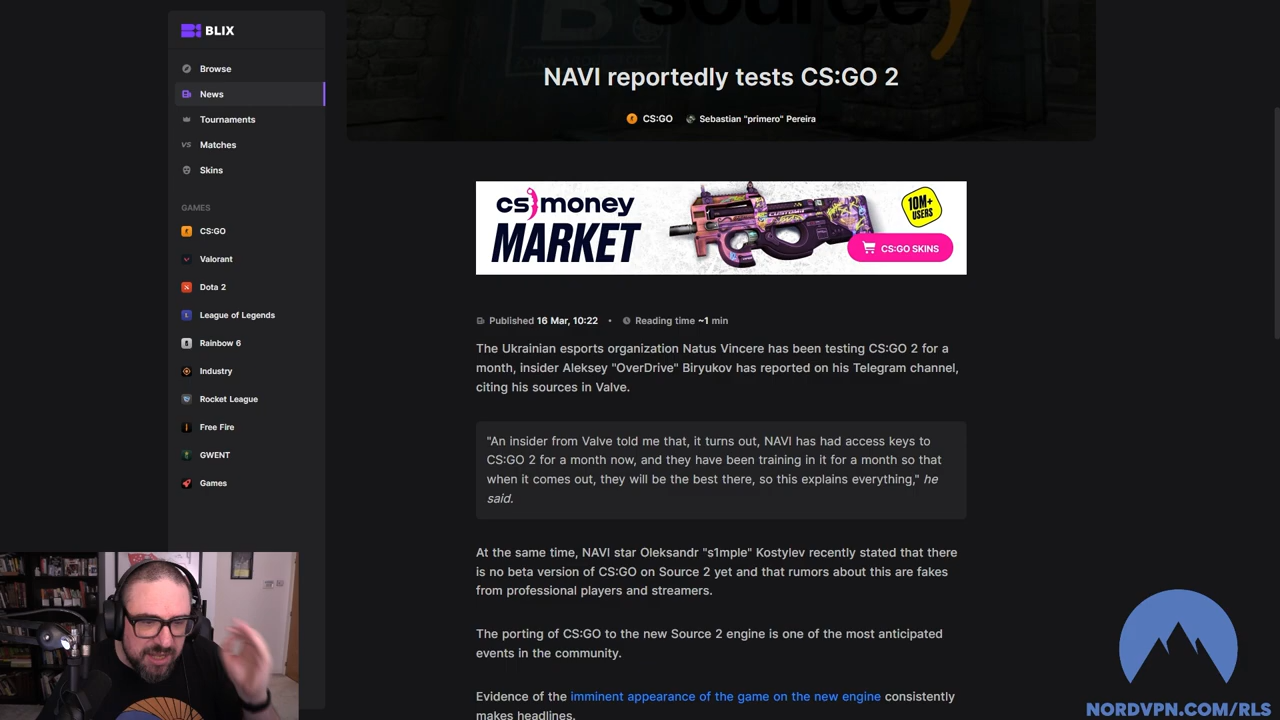 source
BLIX
Browse
News
Tournaments
VS Matches
Skins
GAMES
CS:GO
Valorant
Dota 2
League of Legends
Rainbow 6
Industry
Rocket League
Free Fire
GWENT
Games
NAVI reportedly tests CS:GO 2
CS:GO Sebastian "primero" Pereira
cs money
MARKET
10M+
USERS
CS:GO SKINS
Published 16 Mar, 10:22 • Reading time ~1 min
The Ukrainian esports organization Natus Vincere has been testing CS:GO 2 for a
month, insider Aleksey "OverDrive" Biryukov has reported on his Telegram channel,
citing his sources in Valve.
"An insider from Valve told me that, it turns out, NAVI has had access keys to
CS:GO 2 for a month now, and they have been training in it for a month so that
when it comes out, they will be the best there, so this explains everything," he
said.
At the same time, NAVI star Oleksandr "s1mple" Kostylev recently stated that there
is no beta version of CS:GO on Source 2 yet and that rumors about this are fakes
from professional players and streamers.
The porting of CS:GO to the new Source 2 engine is one of the most anticipated
events in the community.
Evidence of the imminent appearance of the game on the new engine consistently
makes headlines.
NORDVPN.COM/RLS